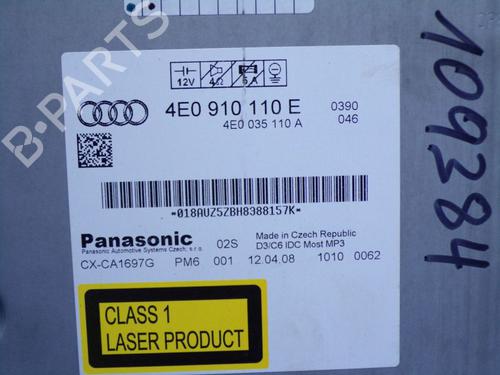 B-PARTS
12V 4Ω 5A
4E0 910 110 E 0390
4E0 035 110 A 046
*018AUZ5ZBH8388157K*
Panasonic 02S Made in Czech Republic
Panasonic Automotive Systems Czech, s.r.o. D3/C6 IDC Most MP3
CX-CA1697G PM6 001 12.04.08 1010 0062
CLASS 1
LASER PRODUCT
109384